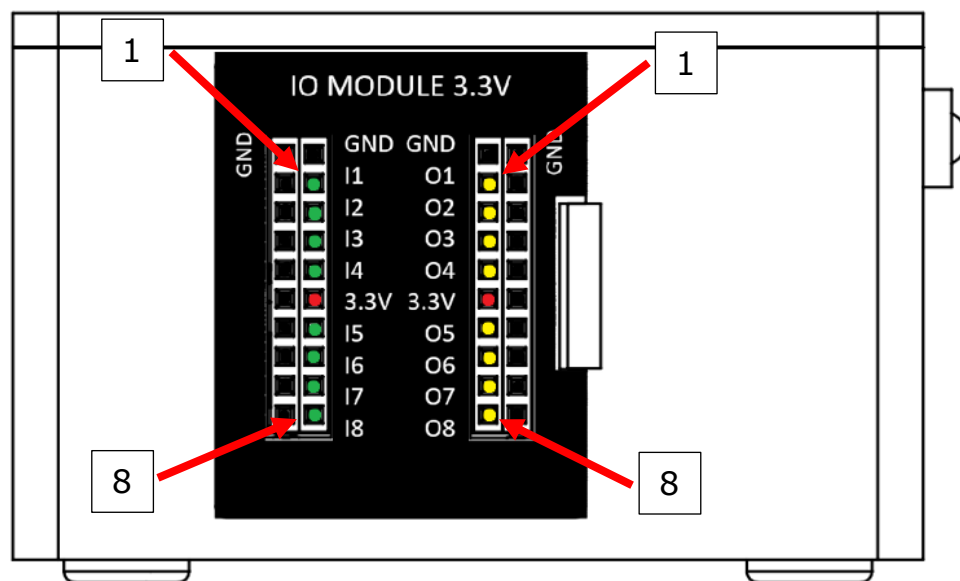 1
1
IO MODULE 3.3V
GND
GND GND
GND
I1 O1
I2 O2
I3 O3
I4 O4
3.3V 3.3V
I5 O5
I6 O6
I7 O7
I8 O8
8
8